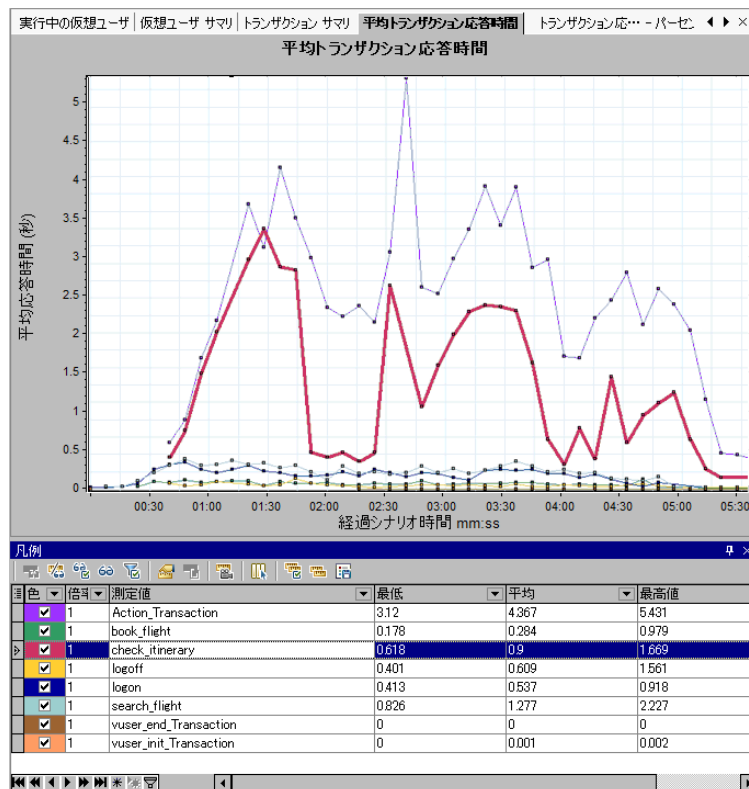 実行中の仮想ユーザ 仮想ユーザ サマリ トランザクション サマリ 平均トランザクション応答時間 トランザクション応… - パーセン
平均トランザクション応答時間
平均応答時間 (秒)
5
4.5
4
3.5
3
2.5
2
1.5
1
0.5
0
00:30 01:00 01:30 02:00 02:30 03:00 03:30 04:00 04:30 05:00 05:30
経過シナリオ時間 mm:ss
凡例
色 倍率 測定値 最低 平均 最高値
1 Action_Transaction 3.12 4.367 5.431
1 book_flight 0.178 0.284 0.979
1 check_itinerary 0.618 0.9 1.669
1 logoff 0.401 0.609 1.561
1 logon 0.413 0.537 0.918
1 search_flight 0.826 1.277 2.227
1 vuser_end_Transaction 0 0 0
1 vuser_init_Transaction 0 0.001 0.002